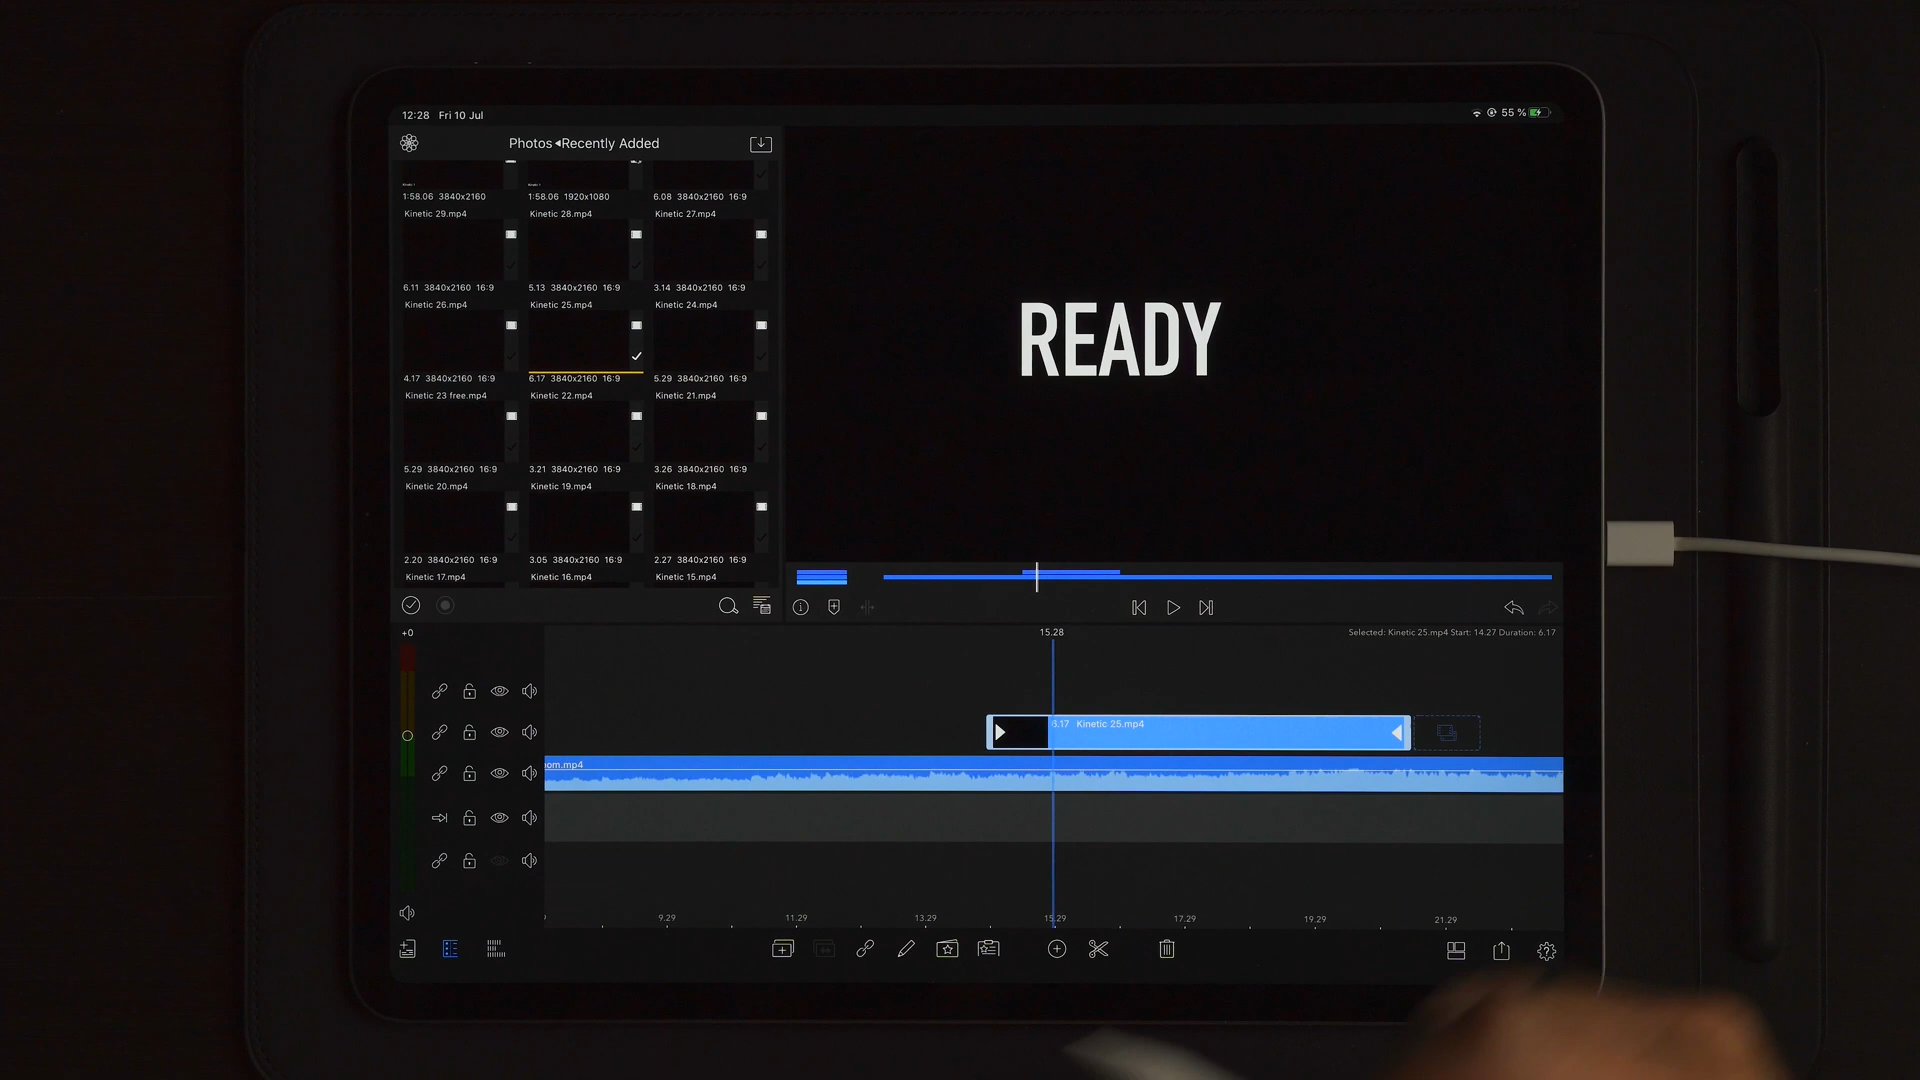 12:28 Fri 10 Jul
55 %
Photos◂Recently Added
1:58.06 3840x2160
1:58.06 1920x1080
6.08 3840x2160 16:9
Kinetic 29.mp4
Kinetic 28.mp4
Kinetic 27.mp4
6.11 3840x2160 16:9
5.13 3840x2160 16:9
3.14 3840x2160 16:9
Kinetic 26.mp4
Kinetic 25.mp4
Kinetic 24.mp4
4.17 3840x2160 16:9
6.17 3840x2160 16:9
5.29 3840x2160 16:9
Kinetic 23 free.mp4
Kinetic 22.mp4
Kinetic 21.mp4
5.29 3840x2160 16:9
3.21 3840x2160 16:9
3.26 3840x2160 16:9
Kinetic 20.mp4
Kinetic 19.mp4
Kinetic 18.mp4
2.20 3840x2160 16:9
3.05 3840x2160 16:9
2.27 3840x2160 16:9
Kinetic 17.mp4
Kinetic 16.mp4
Kinetic 15.mp4
READY
+0
15.28
Selected: Kinetic 25.mp4 Start: 14.27 Duration: 6.17
6.17 Kinetic 25.mp4
om.mp4
9.29
11.29
13.29
15.29
17.29
19.29
21.29